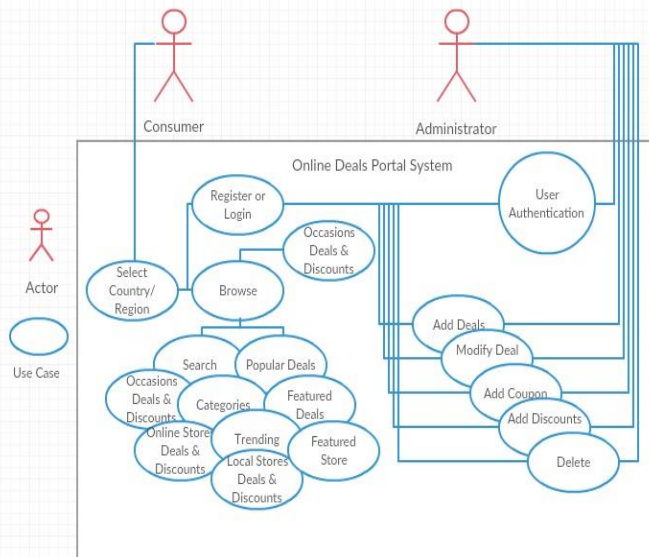 Consumer
Administrator
Online Deals Portal System
Register or
Login
User
Authentication
Occasions
Deals &
Discounts
Select
Country/
Region
Browse
Actor
Use Case
Add Deals
Modify Deal
Add Coupon
Add Discounts
Delete
Search
Popular Deals
Occasions
Deals &
Discounts
Categories
Featured
Deals
Online Store
Deals &
Discounts
Trending
Featured
Store
Local Stores
Deals &
Discounts